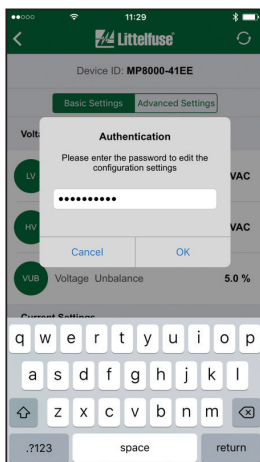 11:29
Littelfuse
Device ID: MP8000-41EE
Basic Settings Advanced Settings
Volta
Authentication
Please enter the password to edit the
configuration settings
LV
VAC
••••••••••
HV
VAC
Cancel OK
VUB Voltage Unbalance 5.0 %
Current Settings
q w e r t y u i o p
a s d f g h j k l
z x c v b n m
.?123 space return